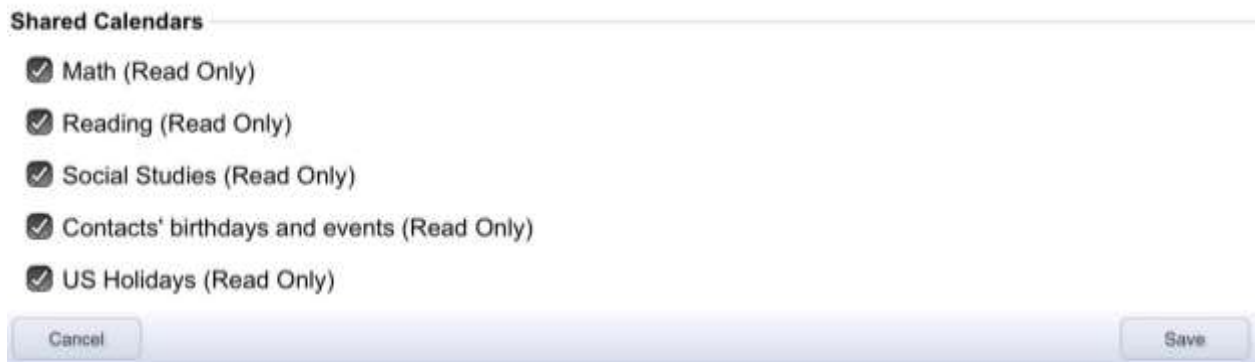 Shared Calendars
Math (Read Only)
Reading (Read Only)
Social Studies (Read Only)
Contacts' birthdays and events (Read Only)
US Holidays (Read Only)
Cancel
Save